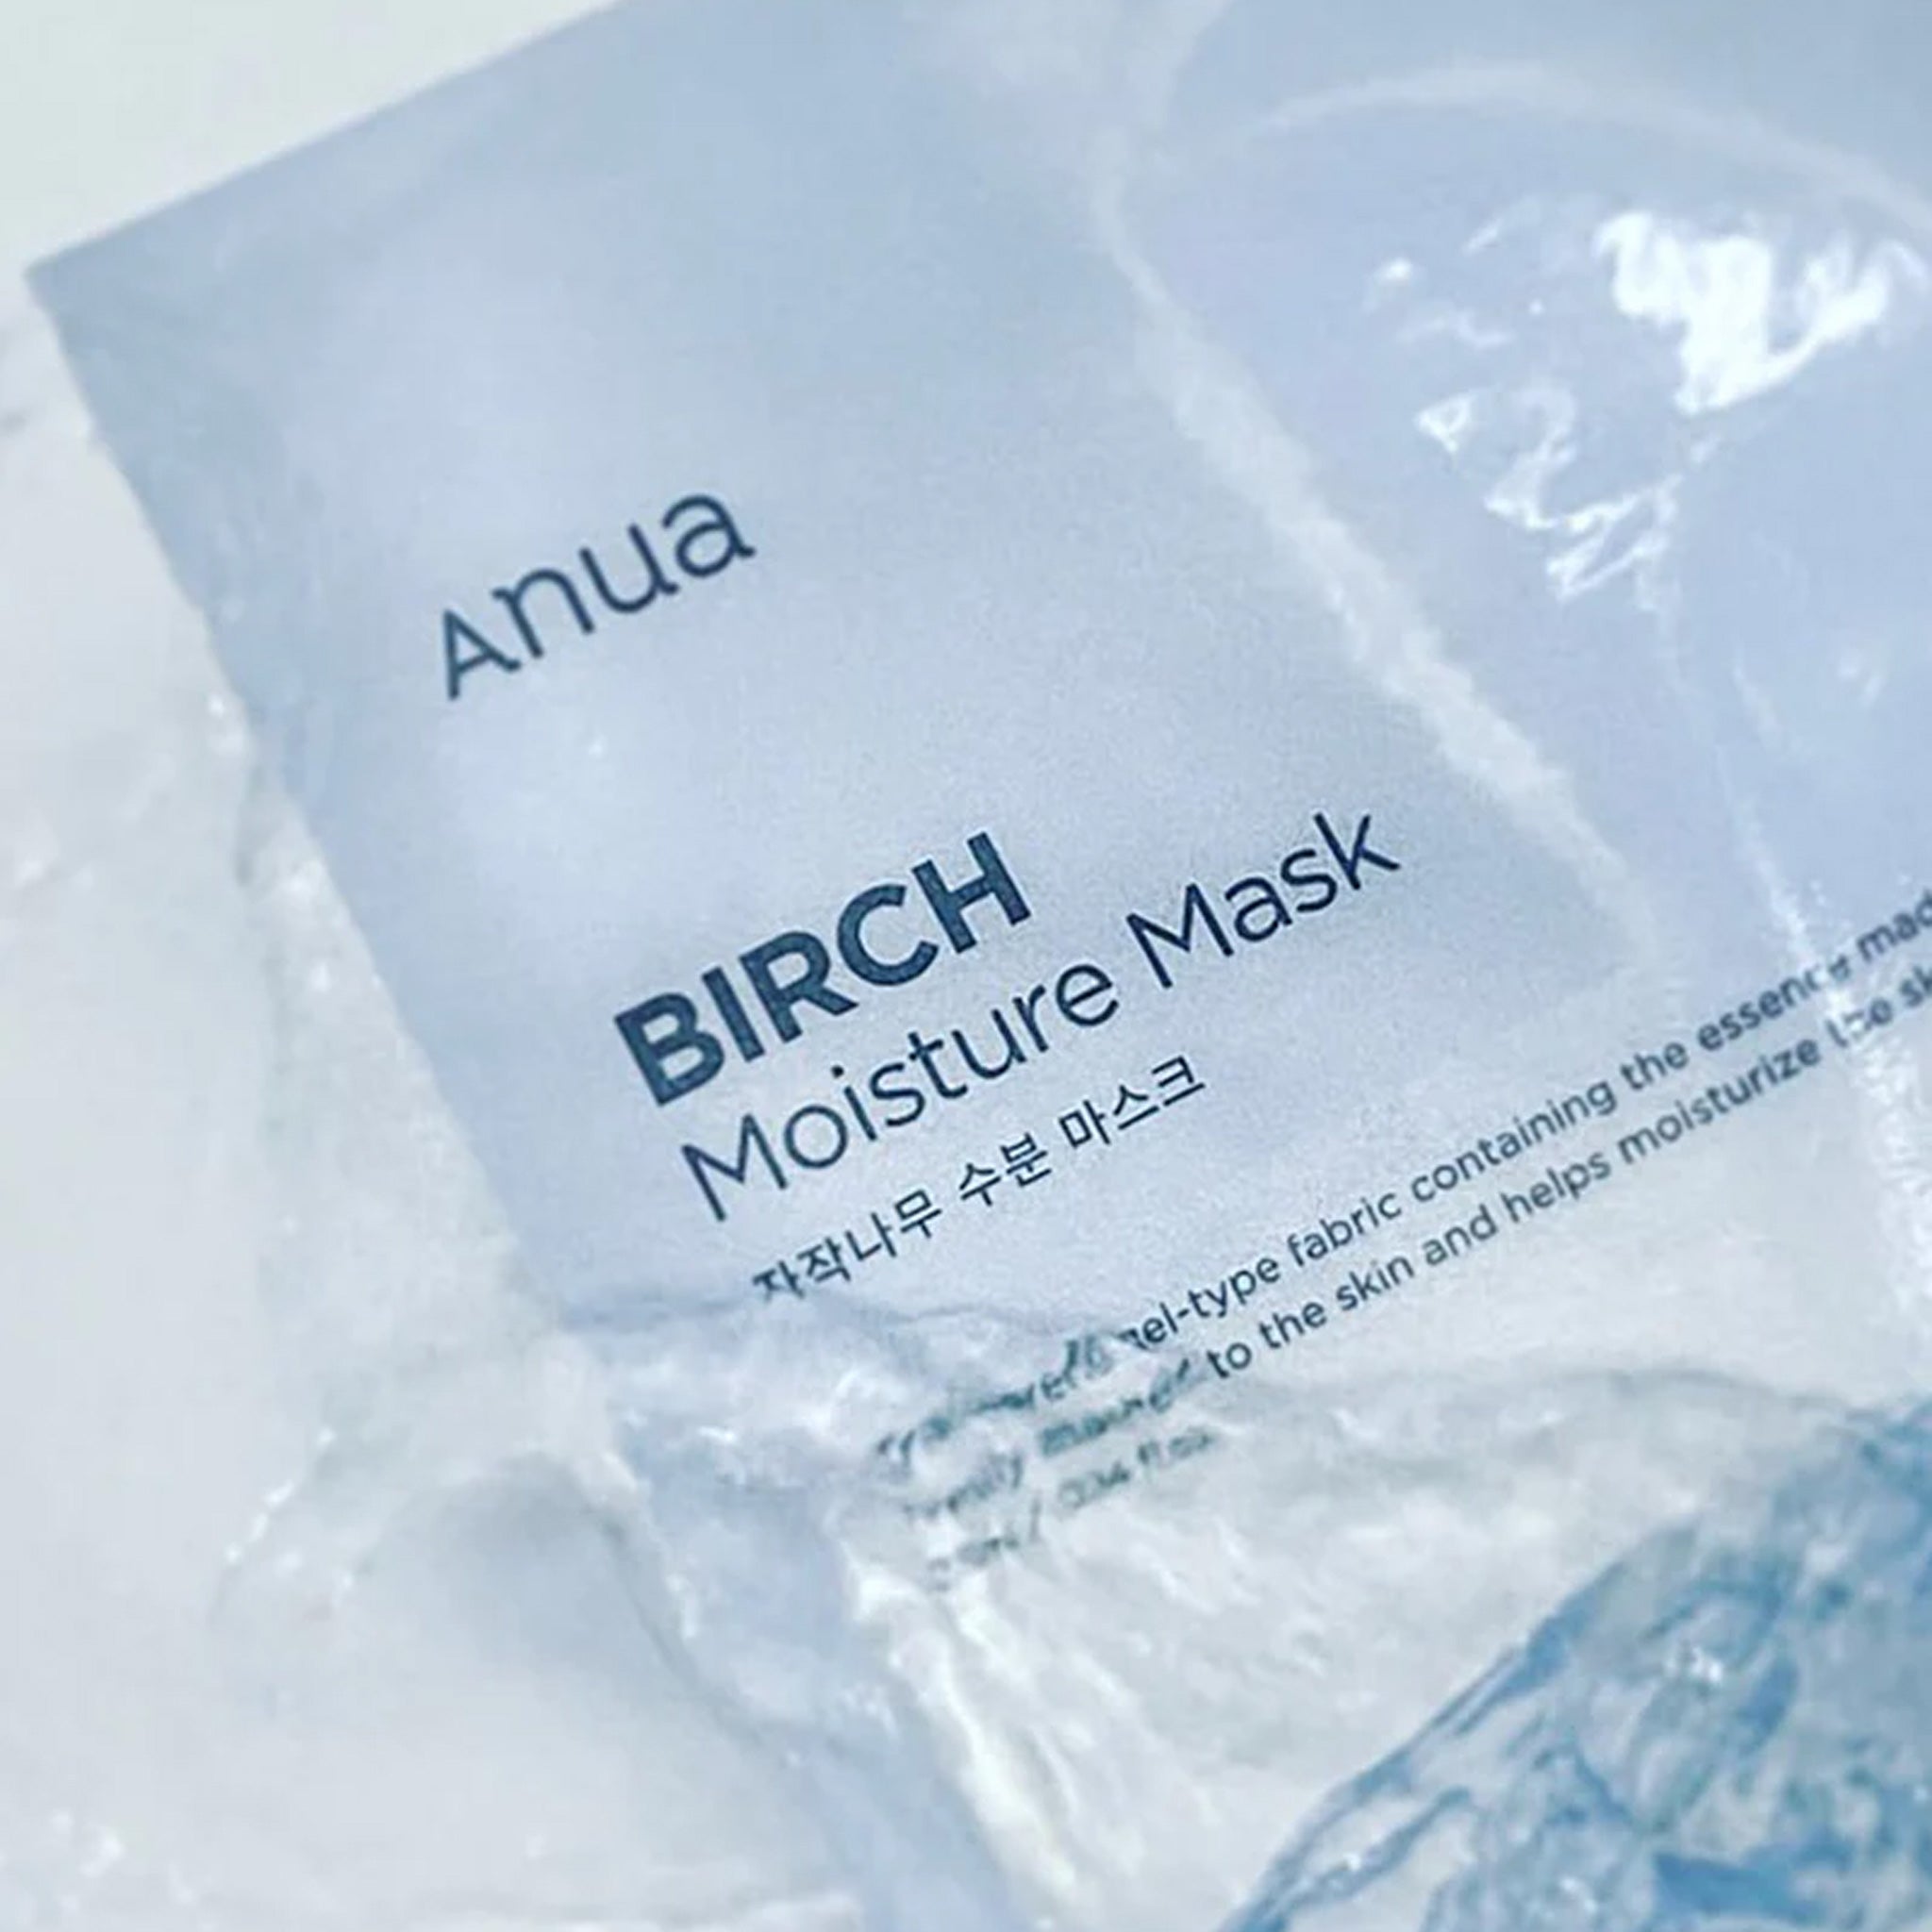 Anua
BIRCH
Moisture Mask
자작나무 수분 마스크
gel-type fabric containing the essence
to the skin and helps moisturize the